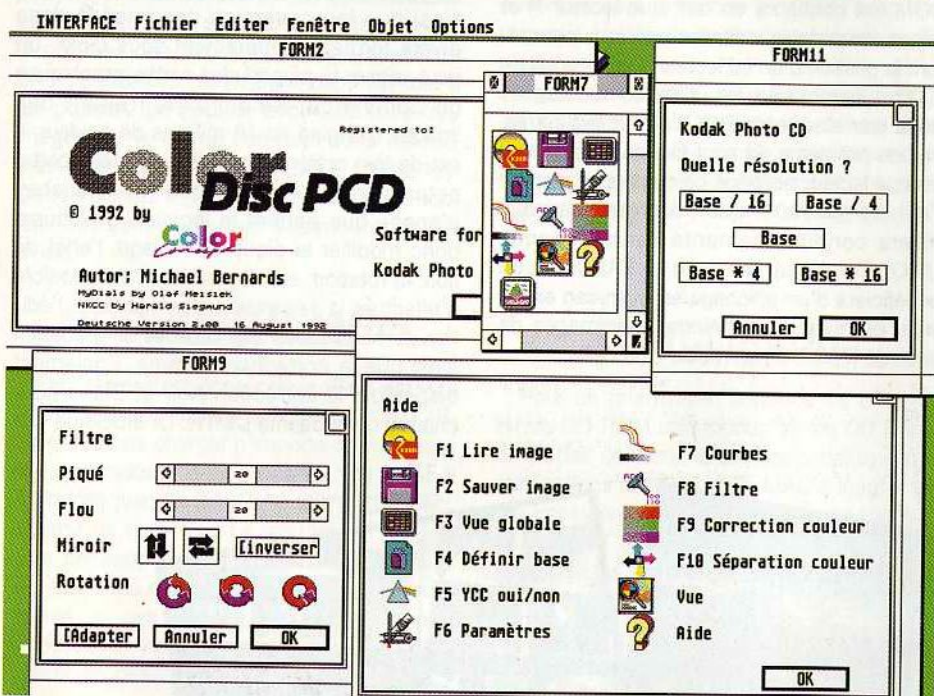 INTERFACE Fichier Editer Fenêtre Objet Options
FORM2
Registered to:
Color
Disc PCD
© 1992 by
Color
Software for
Kodak Photo
Autor: Michael Bernards
MyDials by Olaf Meisiek
NKCC by Harald Siegmund
Deutsche Version 2.00 16 August 1992
FORM7
FORM11
Kodak Photo CD
Quelle résolution ?
Base / 16 Base / 4
Base
Base * 4 Base * 16
Annuler OK
FORM9
Filtre
Piqué 20
Flou 20
Miroir [inverser
Rotation
[Adapter Annuler OK
Aide
F1 Lire image
F2 Sauver image
F3 Vue globale
F4 Définir base
F5 YCC oui/non
F6 Paramètres
F7 Courbes
F8 Filtre
F9 Correction couleur
F10 Séparation couleur
Vue
Aide
OK